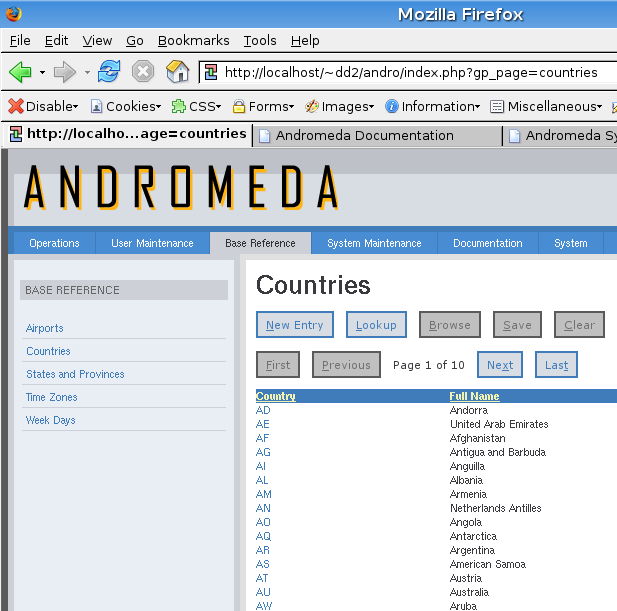 Mozilla Firefox
File Edit View Go Bookmarks Tools Help
http://localhost/~dd2/andro/index.php?gp_page=countries
Disable Cookies CSS Forms Images Information Miscellaneous
http://localho...age=countries Andromeda Documentation Andromeda Sy
ANDROMEDA
Operations User Maintenance Base Reference System Maintenance Documentation System
BASE REFERENCE
Airports
Countries
States and Provinces
Time Zones
Week Days
Countries
New Entry Lookup Browse Save Clear
First Previous Page 1 of 10 Next Last
Country Full Name
AD Andorra
AE United Arab Emirates
AF Afghanistan
AG Antigua and Barbuda
AI Anguilla
AL Albania
AM Armenia
AN Netherlands Antilles
AO Angola
AQ Antarctica
AR Argentina
AS American Samoa
AT Austria
AU Australia
AW Aruba